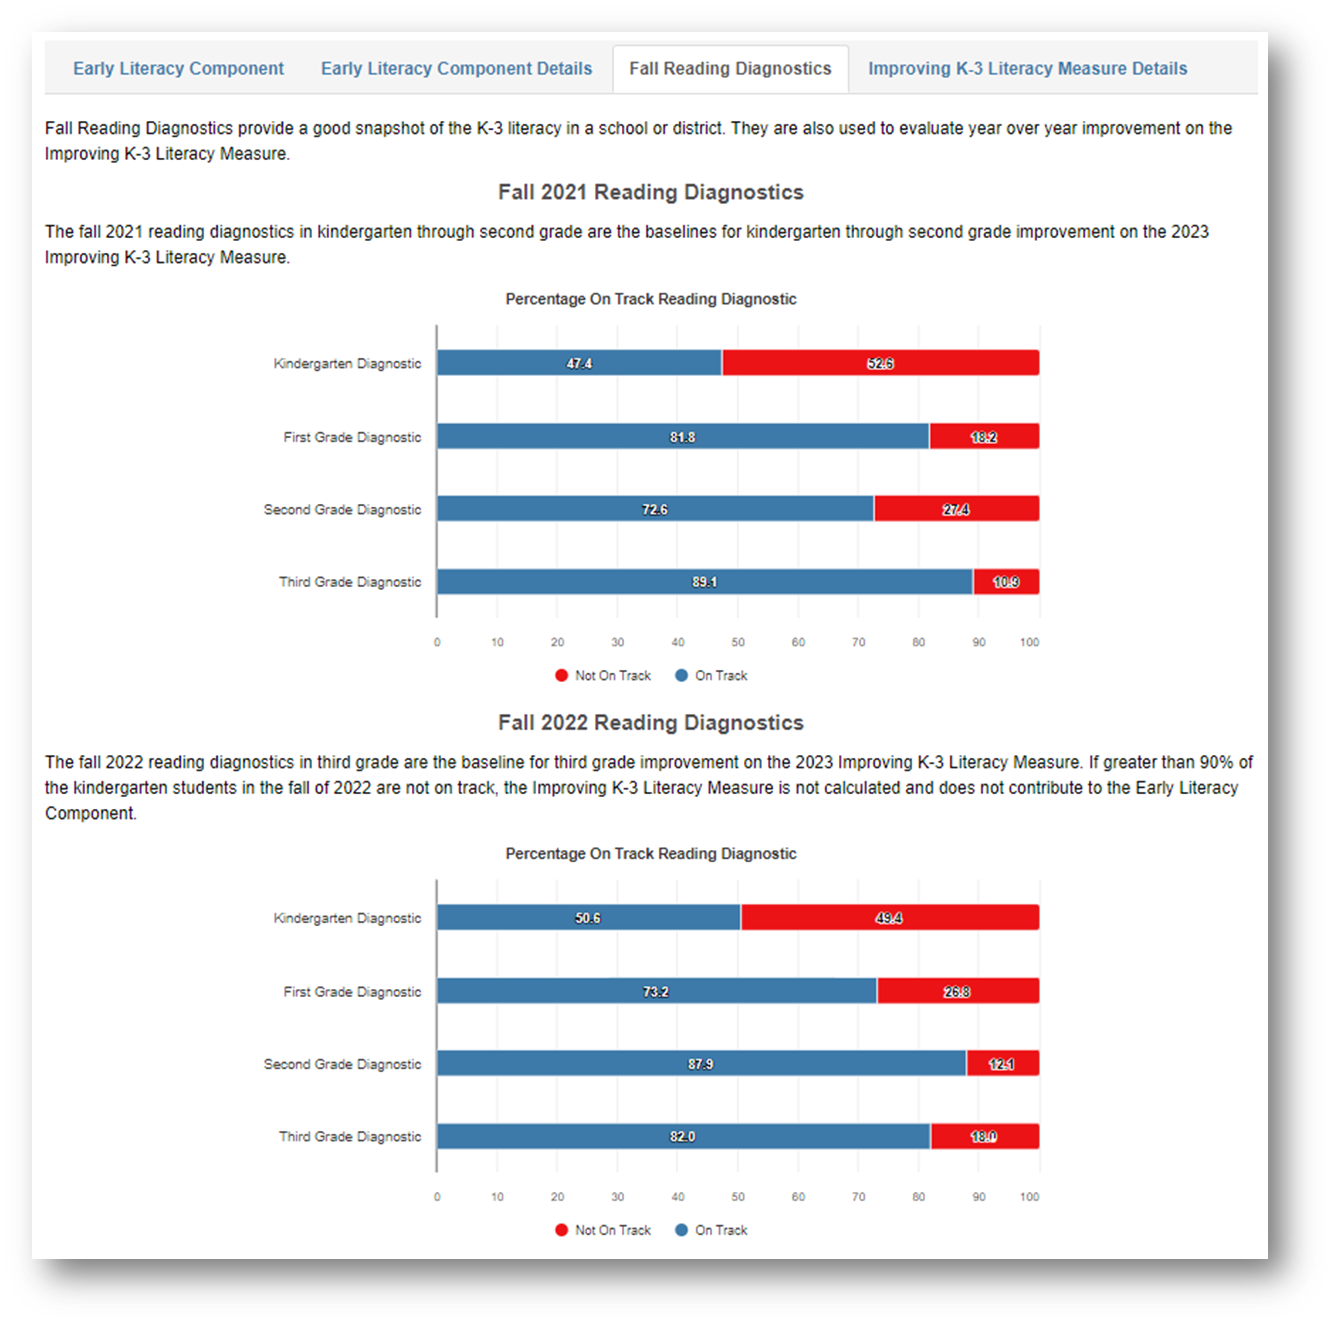 Early Literacy Component Early Literacy Component Details Fall Reading Diagnostics Improving K-3 Literacy Measure Details
Fall Reading Diagnostics provide a good snapshot of the K-3 literacy in a school or district. They are also used to evaluate year over year improvement on the
Improving K-3 Literacy Measure.
Fall 2021 Reading Diagnostics
The fall 2021 reading diagnostics in kindergarten through second grade are the baselines for kindergarten through second grade improvement on the 2023
Improving K-3 Literacy Measure.
Percentage On Track Reading Diagnostic
Kindergarten Diagnostic 47.4 52.6
First Grade Diagnostic 81.8 18.2
Second Grade Diagnostic 72.6 27.4
Third Grade Diagnostic 89.1 10.9
0 10 20 30 40 50 60 70 80 90 100
Not On Track On Track
Fall 2022 Reading Diagnostics
The fall 2022 reading diagnostics in third grade are the baseline for third grade improvement on the 2023 Improving K-3 Literacy Measure. If greater than 90% of
the kindergarten students in the fall of 2022 are not on track, the Improving K-3 Literacy Measure is not calculated and does not contribute to the Early Literacy
Component.
Percentage On Track Reading Diagnostic
Kindergarten Diagnostic 50.6 49.4
First Grade Diagnostic 73.2 26.8
Second Grade Diagnostic 87.9 12.1
Third Grade Diagnostic 82.0 18.0
0 10 20 30 40 50 60 70 80 90 100
Not On Track On Track